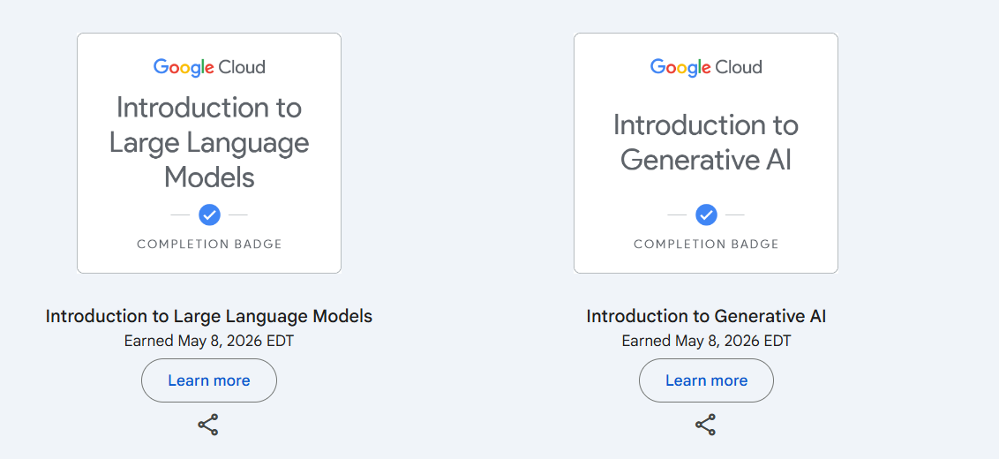 Google Cloud
Introduction to
Large Language
Models
COMPLETION BADGE
Introduction to Large Language Models
Earned May 8, 2026 EDT
Learn more
Google Cloud
Introduction to
Generative AI
COMPLETION BADGE
Introduction to Generative AI
Earned May 8, 2026 EDT
Learn more